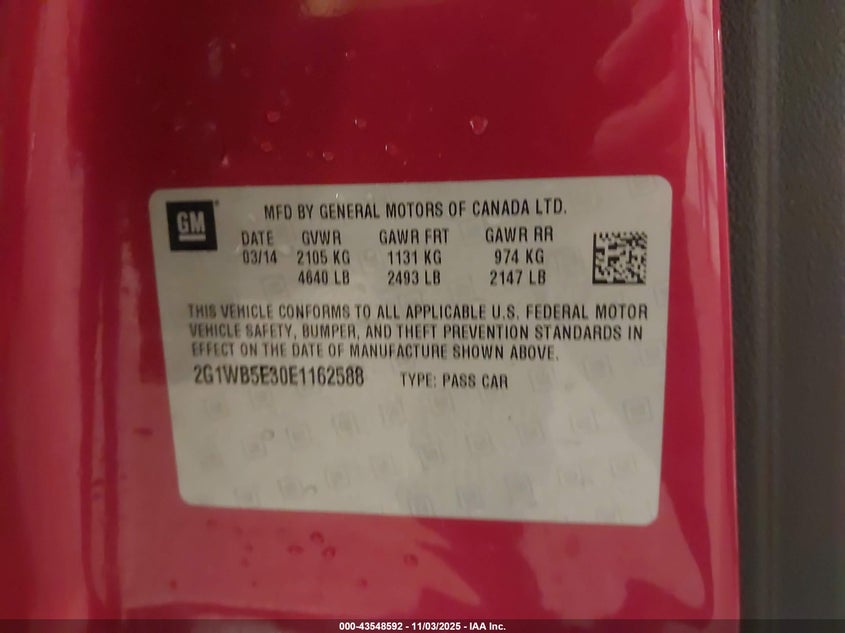 GM
MFD BY GENERAL MOTORS OF CANADA LTD.
DATE GVWR GAWR FRT GAWR RR
03/14 2105 KG 1131 KG 974 KG
4640 LB 2493 LB 2147 LB
THIS VEHICLE CONFORMS TO ALL APPLICABLE U.S. FEDERAL MOTOR
VEHICLE SAFETY, BUMPER, AND THEFT PREVENTION STANDARDS IN
EFFECT ON THE DATE OF MANUFACTURE SHOWN ABOVE.
2G1WB5E30E1162588 TYPE: PASS CAR
000-43548592 - 11/03/2025 - IAA Inc.